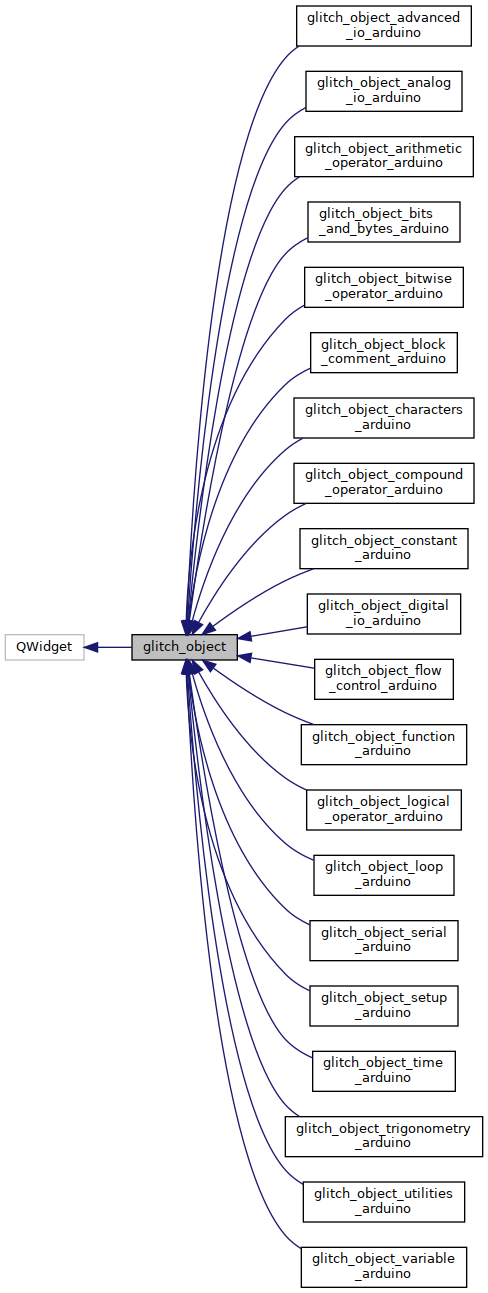 glitch_object_advanced
_io_arduino
glitch_object_analog
_io_arduino
glitch_object_arithmetic
_operator_arduino
glitch_object_bits
_and_bytes_arduino
glitch_object_bitwise
_operator_arduino
glitch_object_block
_comment_arduino
glitch_object_characters
_arduino
glitch_object_compound
_operator_arduino
glitch_object_constant
_arduino
glitch_object_digital
_io_arduino
QWidget
glitch_object
glitch_object_flow
_control_arduino
glitch_object_function
_arduino
glitch_object_logical
_operator_arduino
glitch_object_loop
_arduino
glitch_object_serial
_arduino
glitch_object_setup
_arduino
glitch_object_time
_arduino
glitch_object_trigonometry
_arduino
glitch_object_utilities
_arduino
glitch_object_variable
_arduino